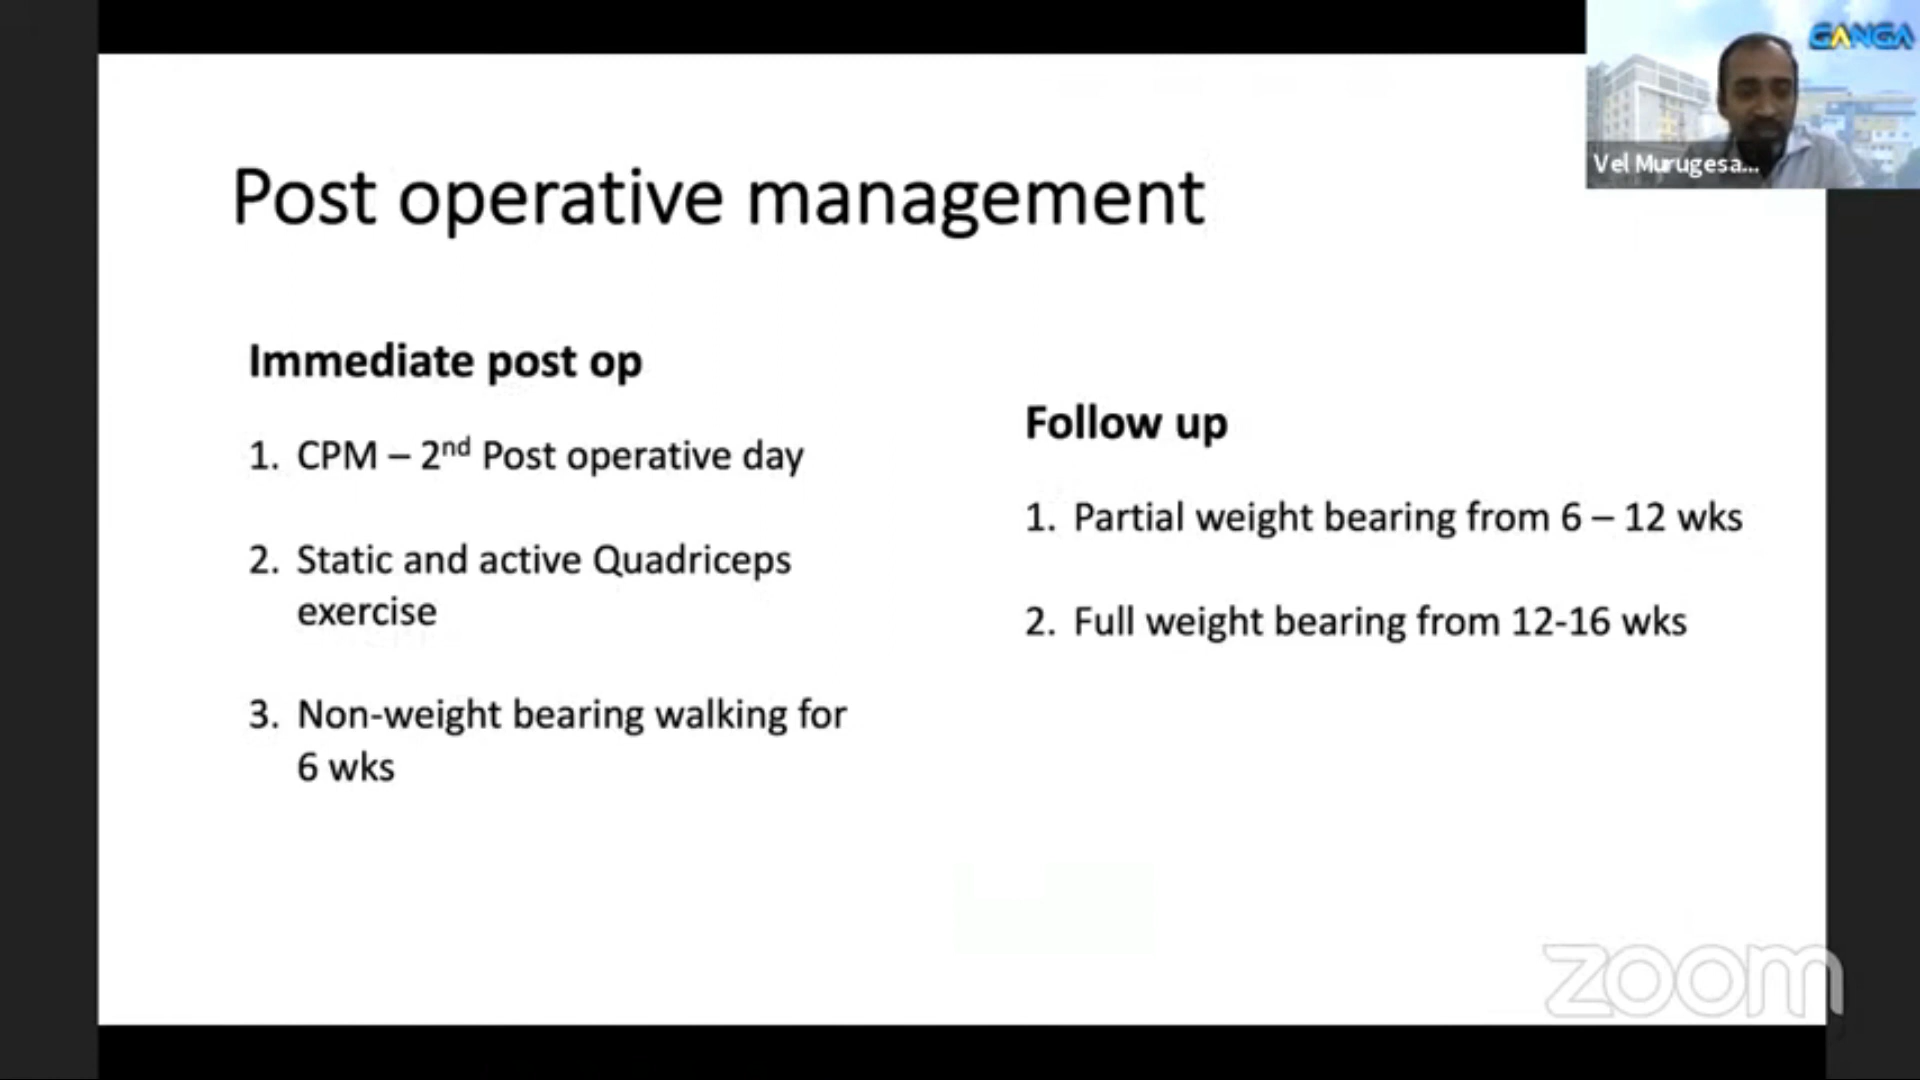 GANGA
Vel Murugesa...
Post operative management
Immediate post op
1. CPM – 2nd Post operative day
2. Static and active Quadriceps
exercise
3. Non-weight bearing walking for
6 wks
Follow up
1. Partial weight bearing from 6 – 12 wks
2. Full weight bearing from 12-16 wks
zoom